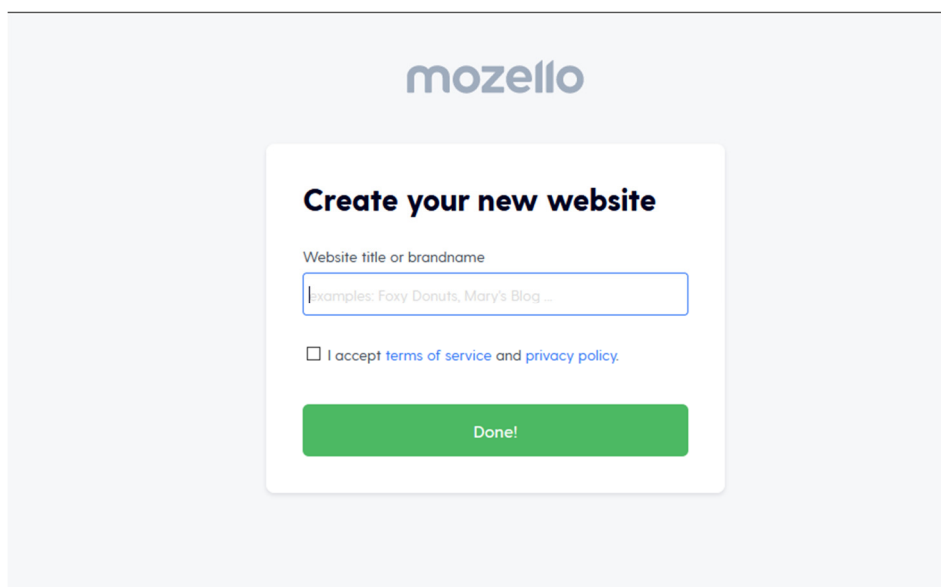 mozello
Create your new website
Website title or brandname
examples: Foxy Donuts, Mary's Blog ...
I accept terms of service and privacy policy.
Done!